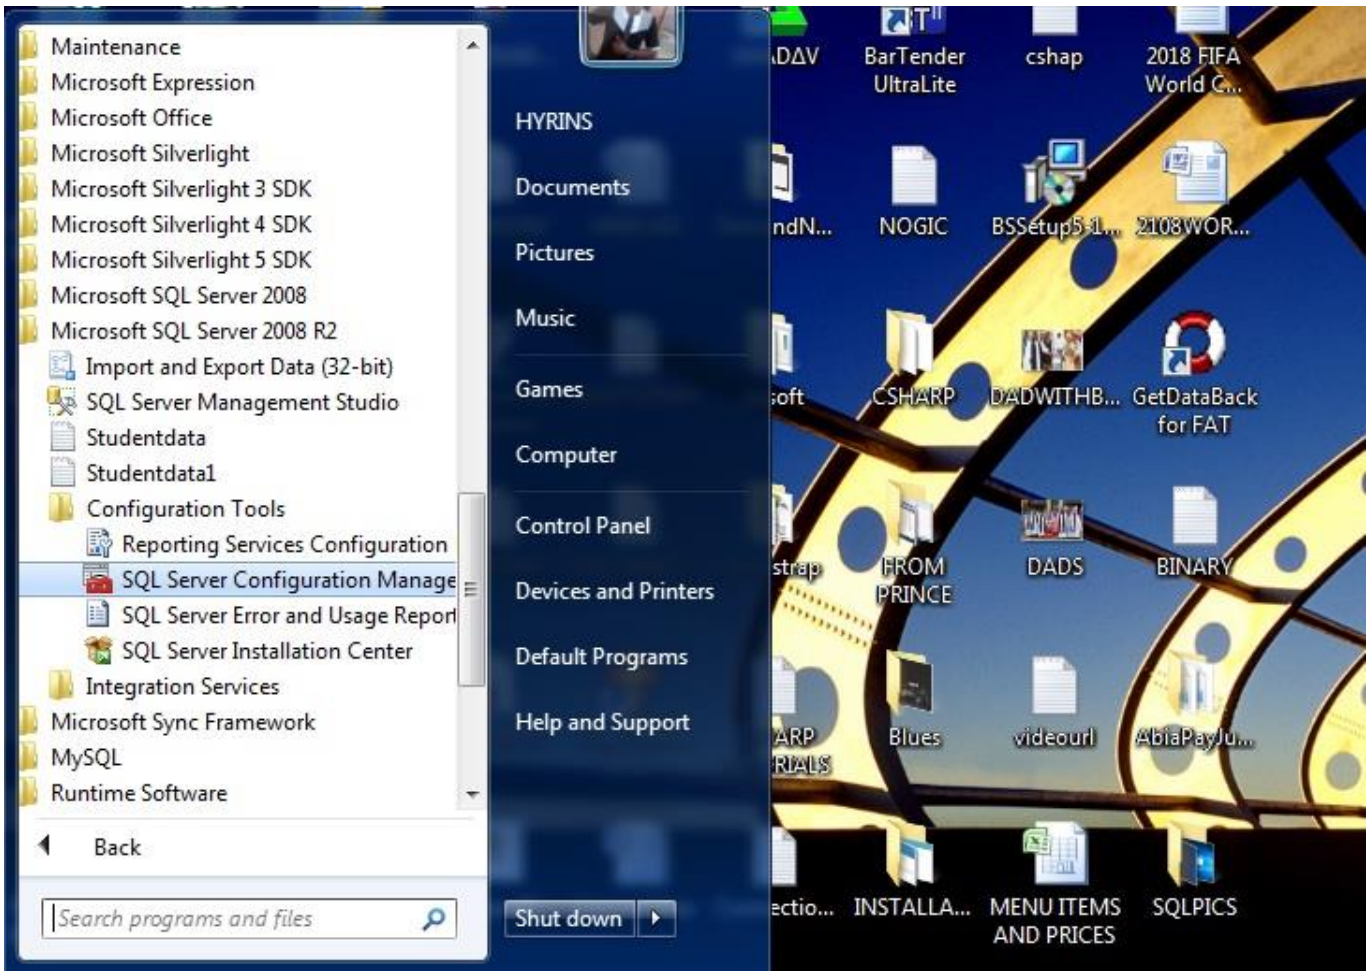 Maintenance
Microsoft Expression
Microsoft Office
Microsoft Silverlight
Microsoft Silverlight 3 SDK
Microsoft Silverlight 4 SDK
Microsoft Silverlight 5 SDK
Microsoft SQL Server 2008
Microsoft SQL Server 2008 R2
Import and Export Data (32-bit)
SQL Server Management Studio
Studentdata
Studentdata1
Configuration Tools
Reporting Services Configuration
SQL Server Configuration Manage
SQL Server Error and Usage Report
SQL Server Installation Center
Integration Services
Microsoft Sync Framework
MySQL
Runtime Software
Back
Search programs and files
HYRINS
Documents
Pictures
Music
Games
Computer
Control Panel
Devices and Printers
Default Programs
Help and Support
Shut down
BarTender
UltraLite
cshap
2018 FIFA
World C...
ndN...
NOGIC
BSSetup5-1...
2108WOR...
soft
CSHARP
DADWITHB...
GetDataBack
for FAT
strap
FROM
PRINCE
DADS
BINARY
ARP
RIALS
Blues
videourl
AbiaPayJu...
ectio...
INSTALLA...
MENU ITEMS
AND PRICES
SQLPICS